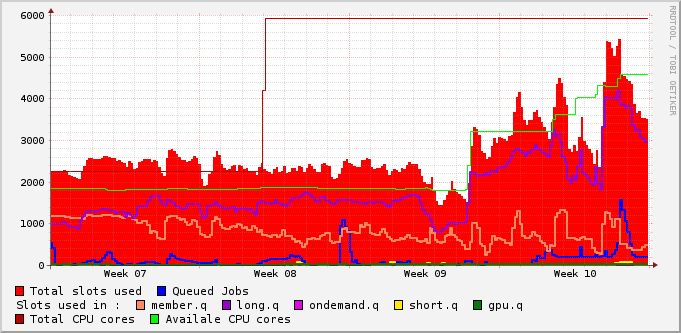 6000
5000
4000
3000
2000
1000
0
Week 07 Week 08 Week 09 Week 10
Total slots used Queued Jobs
Slots used in : member.q long.q ondemand.q short.q gpu.q
Total CPU cores Availale CPU cores
RRDTOOL / TOBI OETIKER